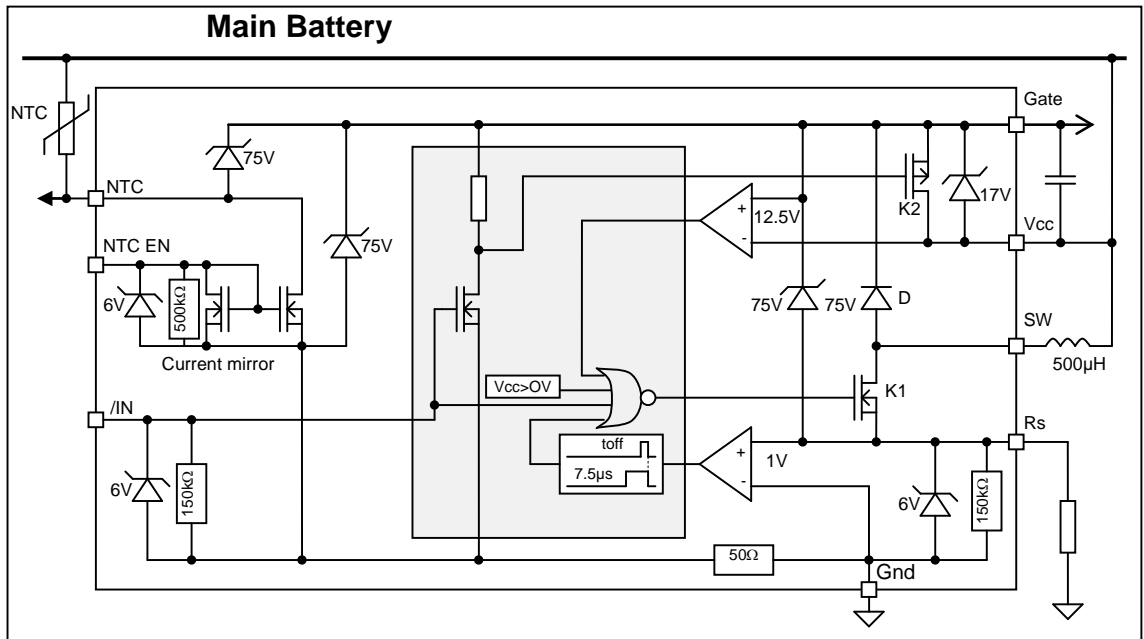 Main Battery
NTC
Gate
75V
NTC
K2
17V
12.5V
+
-
Vcc
75V
NTC EN
6V
500kΩ
75V
75V
D
SW
500µH
Current mirror
Vcc>OV
K1
/IN
Rs
toff
7.5µs
+
1V
-
6V
150kΩ
6V
150kΩ
50Ω
Gnd